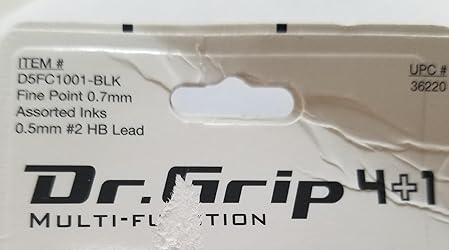 ITEM #
D5FC1001-BLK
Fine Point 0.7mm
Assorted Inks
0.5mm #2 HB Lead
UPC #
36220
Dr.Grip 4+1
MULTI-FUNCTION